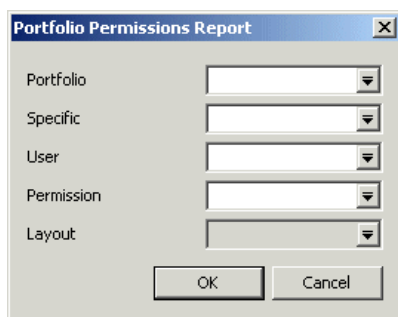 Portfolio Permissions Report
Portfolio
Specific
User
Permission
Layout
OK Cancel